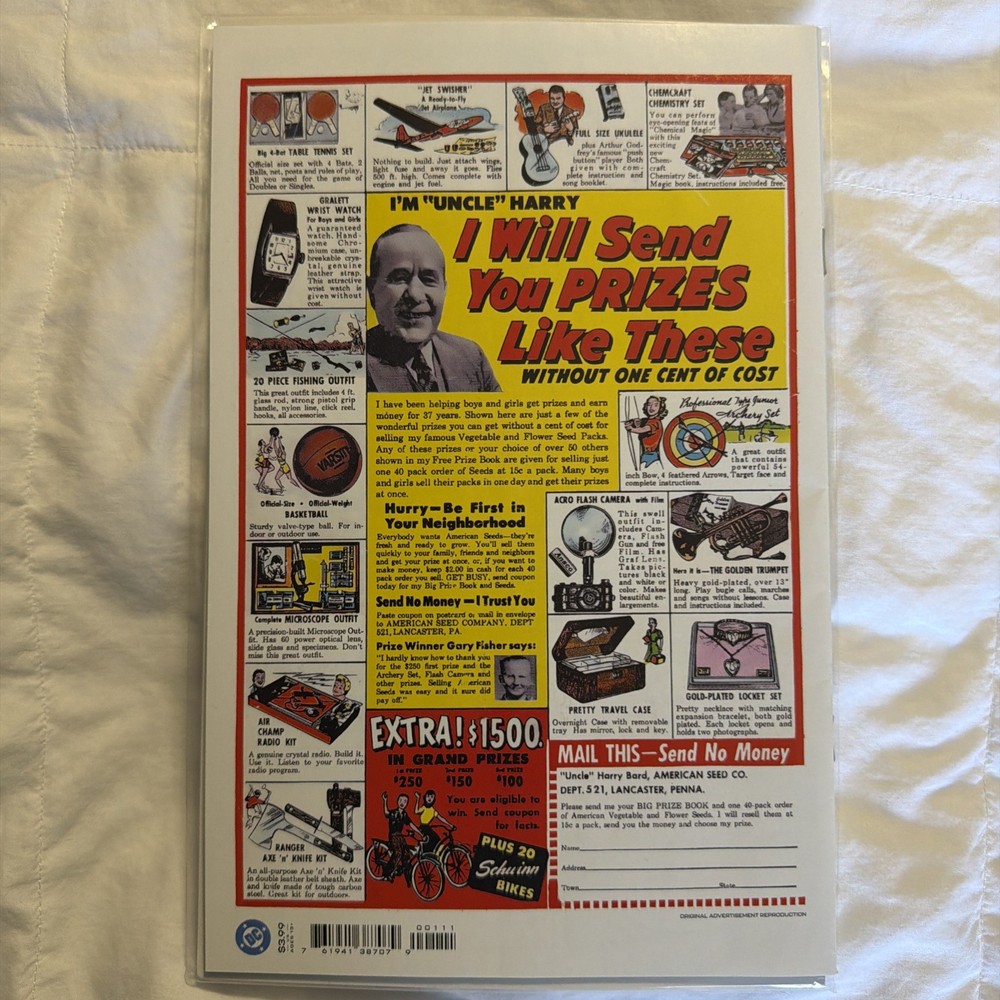 Big 4-Bat TABLE TENNIS SET
Official size set with 4 Bats, 2
Balls, net, posts and rules of play.
All you need for the game of
Doubles or Singles.
"JET SWISHER"
A Ready-to-Fly
Jet Airplane
Nothing to build. Just attach wings,
light fuse and away it goes. Flies
500 ft. high. Comes complete with
engine and jet fuel.
FULL SIZE UKULELE
plus Arthur God-
frey's famous "push
button" player Both
given with com-
plete instruction and
song booklet.
CHEMCRAFT
CHEMISTRY SET
You can perform
eye-opening feats of
"Chemical Magic"
with this
exciting
new
Chem-
craft
Chemistry Set.
Magic book, instructions included free.
GRALETT
WRIST WATCH
For Boys and Girls
A guaranteed
watch. Hand-
some Chro-
mium case, un-
breakable crys-
tal, genuine
leather strap.
This attractive
wrist watch is
given without
cost.
I'M "UNCLE" HARRY
I Will Send
You PRIZES
Like These
WITHOUT ONE CENT OF COST
20 PIECE FISHING OUTFIT
This great outfit includes 4 ft.
glass rod, strong pistol grip
handle, nylon line, click reel,
hooks, all accessories.
I have been helping boys and girls get prizes and earn
money for 37 years. Shown here are just a few of the
wonderful prizes you can get without a cent of cost for
selling my famous Vegetable and Flower Seed Packs.
Any of these prizes or your choice of over 50 others
shown in my Free Prize Book are given for selling just
one 40 pack order of Seeds at 15c a pack. Many boys
and girls sell their packs in one day and get their prizes
at once.
Professional Type Junior
Archery Set
A great outfit
that contains
powerful 54-
inch Bow, 4 feathered Arrows, Target face and
complete instructions.
VARSITY
Official-Size • Official-Weight
BASKETBALL
Sturdy valve-type ball. For in-
door or outdoor use.
Hurry—Be First in
Your Neighborhood
Everybody wants American Seeds—they're
fresh and ready to grow. You'll sell them
quickly to your family, friends and neighbors
and get your prize at once, or, if you want to
make money, keep $2.00 in cash for each 40
pack order you sell. GET BUSY, send coupon
today for my Big Prize Book and Seeds.
ACRO FLASH CAMERA with Film
This swell
outfit in-
cludes Cam-
era, Flash
Gun and free
Film. Has
Graf Lens.
Takes pic-
tures black
and white or
color. Makes
beautiful en-
largements.
Here it is—THE GOLDEN TRUMPET
Heavy gold-plated, over 13"
long. Play bugle calls, marches
and songs without lessons. Case
and instructions included.
Complete MICROSCOPE OUTFIT
A precision-built Microscope Out-
fit. Has 60 power optical lens,
slide glass and specimens. Don't
miss this great outfit.
Send No Money—I Trust You
Paste coupon on postcard or mail in envelope
to AMERICAN SEED COMPANY, DEPT
521, LANCASTER, PA.
Prize Winner Gary Fisher says:
"I hardly know how to thank you
for the $250 first prize and the
Archery Set, Flash Camera and
other prizes. Selling American
Seeds was easy and it sure did
pay off."
PRETTY TRAVEL CASE
Overnight Case with removable
tray Has mirror, lock and key.
GOLD-PLATED LOCKET SET
Pretty necklace with matching
expansion bracelet, both gold
plated. Each locket opens and
holds two photographs.
AIR
CHAMP
RADIO KIT
A genuine crystal radio. Build it.
Use it. Listen to your favorite
radio program.
RANGER
AXE 'n' KNIFE KIT
An all-purpose Axe 'n' Knife Kit
in double leather belt sheath. Axe
and knife made of tough carbon
steel. Great kit for outdoors.
EXTRA! $1500.
IN GRAND PRIZES
1st PRIZE 2nd PRIZE 3rd PRIZE
$250 $150 $100
You are eligible to
win. Send coupon
for facts.
PLUS 20
Schwinn
BIKES
MAIL THIS—Send No Money
"Uncle" Harry Bard, AMERICAN SEED CO.
DEPT. 521, LANCASTER, PENNA.
Please send me your BIG PRIZE BOOK and one 40-pack order
of American Vegetable and Flower Seeds. I will resell them at
15c a pack, send you the money and choose my prize.
Name
Address
Town State
ORIGINAL ADVERTISEMENT REPRODUCTION
DC
$3.99
00111
7 61941 38707 9